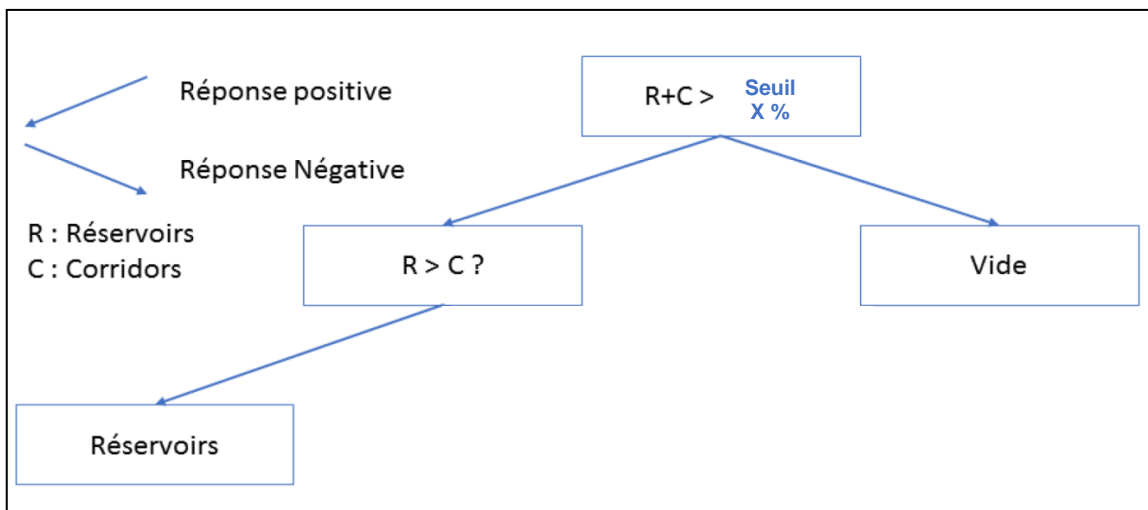 Réponse positive
Réponse Négative
R : Réservoirs
C : Corridors
R+C > Seuil
X %
R > C ?
Vide
Réservoirs